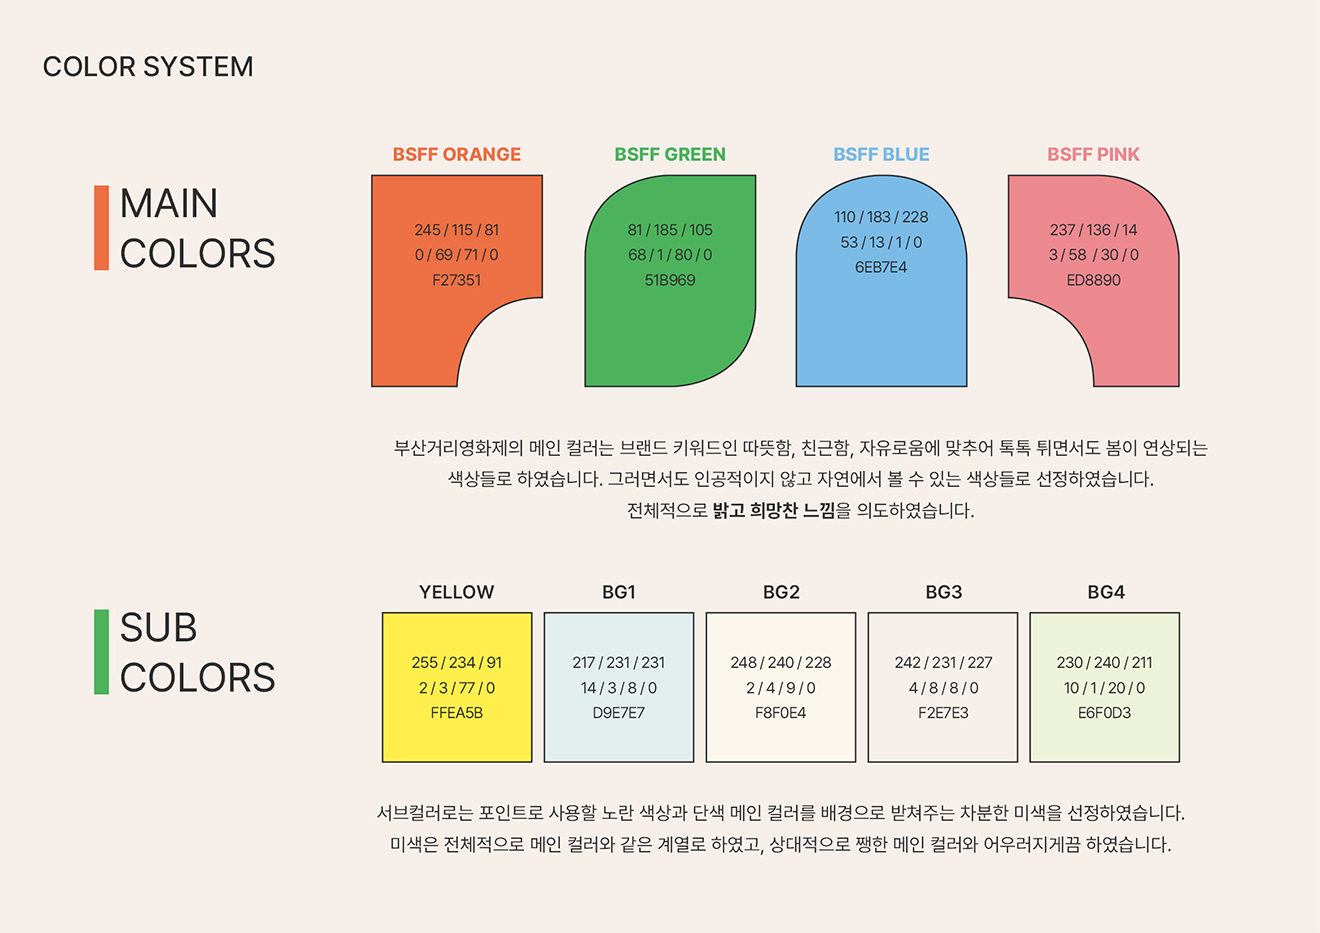 COLOR SYSTEM
MAIN
COLORS
BSFF ORANGE
245 / 115 / 81
0 / 69 / 71 / 0
F27351
BSFF GREEN
81 / 185 / 105
68 / 1 / 80 / 0
51B969
BSFF BLUE
110 / 183 / 228
53 / 13 / 1 / 0
6EB7E4
BSFF PINK
237 / 136 / 14
3 / 58 / 30 / 0
ED8890
부산거리영화제의 메인 컬러는 브랜드 키워드인 따뜻함, 친근함, 자유로움에 맞추어 톡톡 튀면서도 봄이 연상되는
색상들로 하였습니다. 그러면서도 인공적이지 않고 자연에서 볼 수 있는 색상들로 선정하였습니다.
전체적으로 밝고 희망찬 느낌을 의도하였습니다.
SUB
COLORS
YELLOW
255 / 234 / 91
2 / 3 / 77 / 0
FFEA5B
BG1
217 / 231 / 231
14 / 3 / 8 / 0
D9E7E7
BG2
248 / 240 / 228
2 / 4 / 9 / 0
F8F0E4
BG3
242 / 231 / 227
4 / 8 / 8 / 0
F2E7E3
BG4
230 / 240 / 211
10 / 1 / 20 / 0
E6F0D3
서브컬러로는 포인트로 사용할 노란 색상과 단색 메인 컬러를 배경으로 받쳐주는 차분한 미색을 선정하였습니다.
미색은 전체적으로 메인 컬러와 같은 계열로 하였고, 상대적으로 쨍한 메인 컬러와 어우러지게끔 하였습니다.